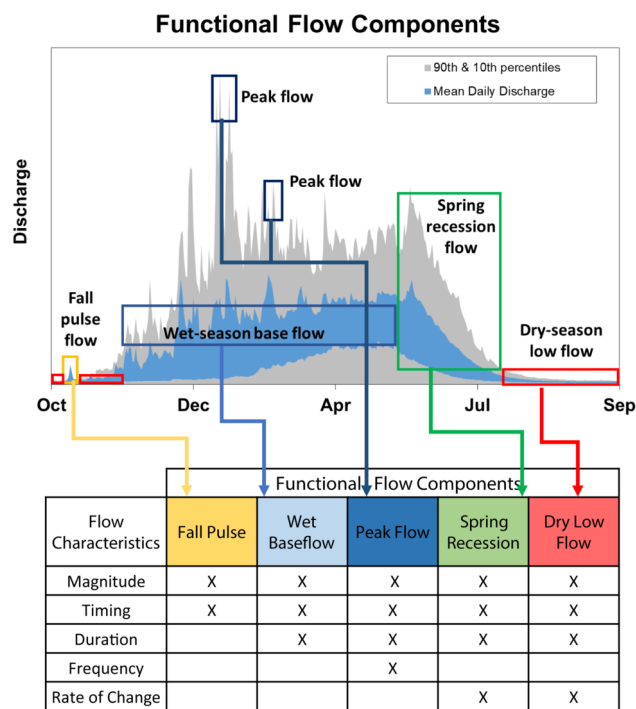 Functional Flow Components
90th & 10th percentiles
Mean Daily Discharge
Peak flow
Peak flow
Discharge
Spring
recession
flow
Fall
pulse
flow
Wet-season base flow
Dry-season
low flow
Oct Dec Apr Jul Sep
Functional Flow Components
Flow
Characteristics
Fall Pulse
Wet
Baseflow
Peak Flow
Spring
Recession
Dry Low
Flow
Magnitude X X X X X
Timing X X X X X
Duration X X X X
Frequency X
Rate of Change X X